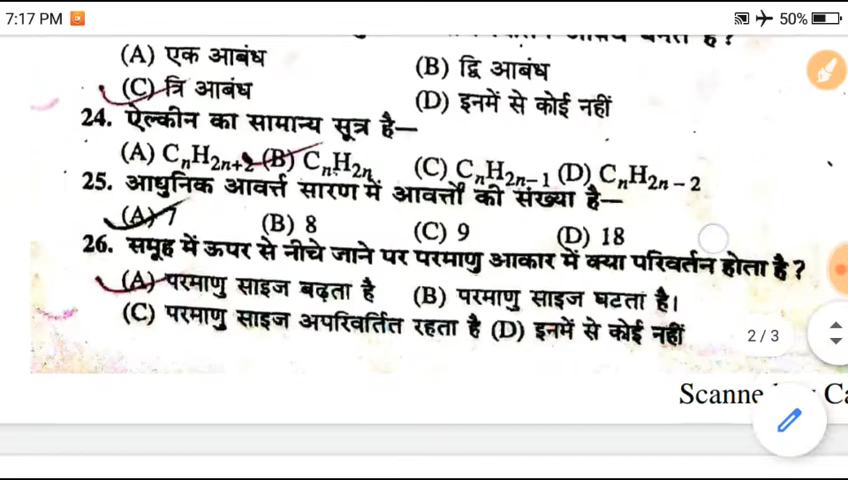 7:17 PM 50%
है?
(A) एक आबंध (B) द्वि आबंध
(C) त्रि आबंध (D) इनमें से कोई नहीं
24. ऐल्कीन का सामान्य सूत्र है—
(A) CₙH₂ₙ₊₂ (B) CₙH₂ₙ (C) CₙH₂ₙ₋₁ (D) CₙH₂ₙ₋₂
25. आधुनिक आवर्त्त सारण में आवर्त्तों की संख्या है—
(A) 7 (B) 8 (C) 9 (D) 18
26. समूह में ऊपर से नीचे जाने पर परमाणु आकार में क्या परिवर्तन होता है?
(A) परमाणु साइज बढ़ता है (B) परमाणु साइज घटता है।
(C) परमाणु साइज अपरिवर्तित रहता है (D) इनमें से कोई नहीं
2 / 3